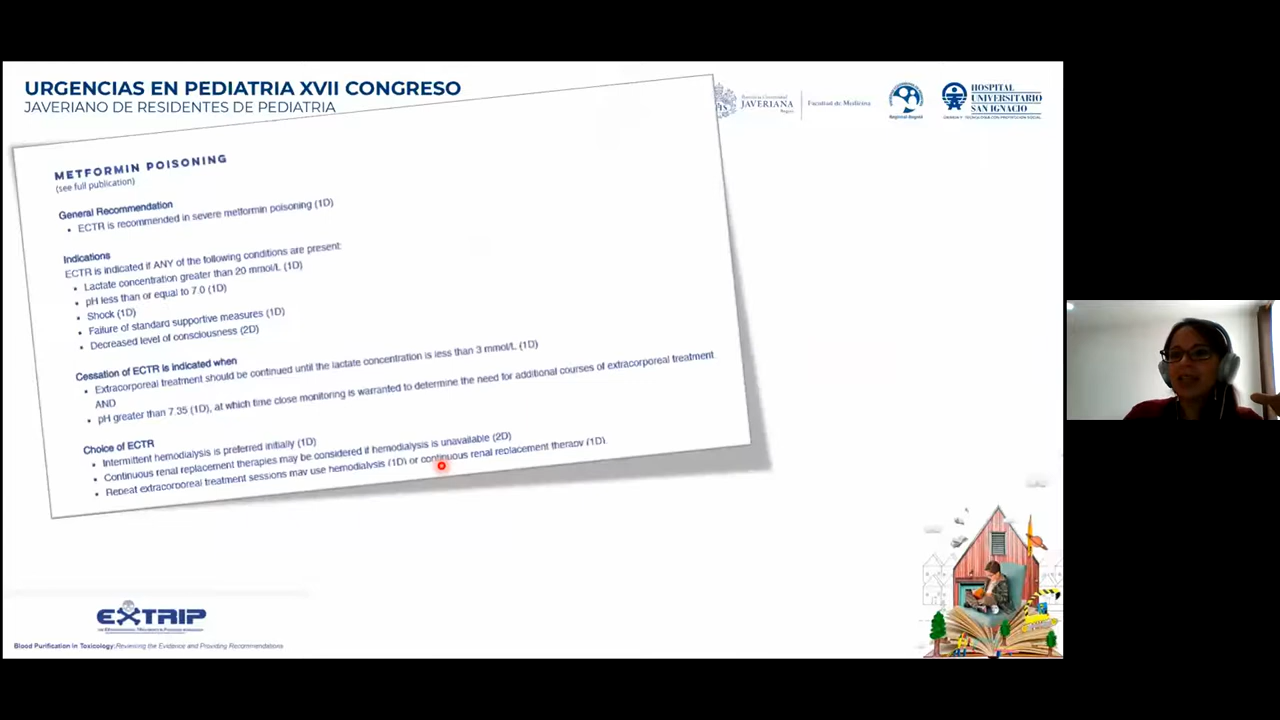 URGENCIAS EN PEDIATRIA XVII CONGRESO
JAVERIANO DE RESIDENTES DE PEDIATRIA
JAVERIANA
Bogotá
Facultad de Medicina
Regional Bogotá
HOSPITAL
UNIVERSITARIO
SAN IGNACIO
METFORMIN POISONING
(see full publication)
General Recommendation
• ECTR is recommended in severe metformin poisoning (1D)
Indications
ECTR is indicated if ANY of the following conditions are present:
• Lactate concentration greater than 20 mmol/L (1D)
• pH less than or equal to 7.0 (1D)
• Shock (1D)
• Failure of standard supportive measures (1D)
• Decreased level of consciousness (2D)
Cessation of ECTR is indicated when
• Extracorporeal treatment should be continued until the lactate concentration is less than 3 mmol/L (1D)
AND
• pH greater than 7.35 (1D), at which time close monitoring is warranted to determine the need for additional courses of extracorporeal treatment
Choice of ECTR
• Intermittent hemodialysis is preferred initially (1D)
• Continuous renal replacement therapies may be considered if hemodialysis is unavailable (2D)
• Repeat extracorporeal treatment sessions may use hemodialysis (1D) or continuous renal replacement therapy (1D).
EXTRIP
Blood Purification in Toxicology: Reviewing the Evidence and Providing Recommendations